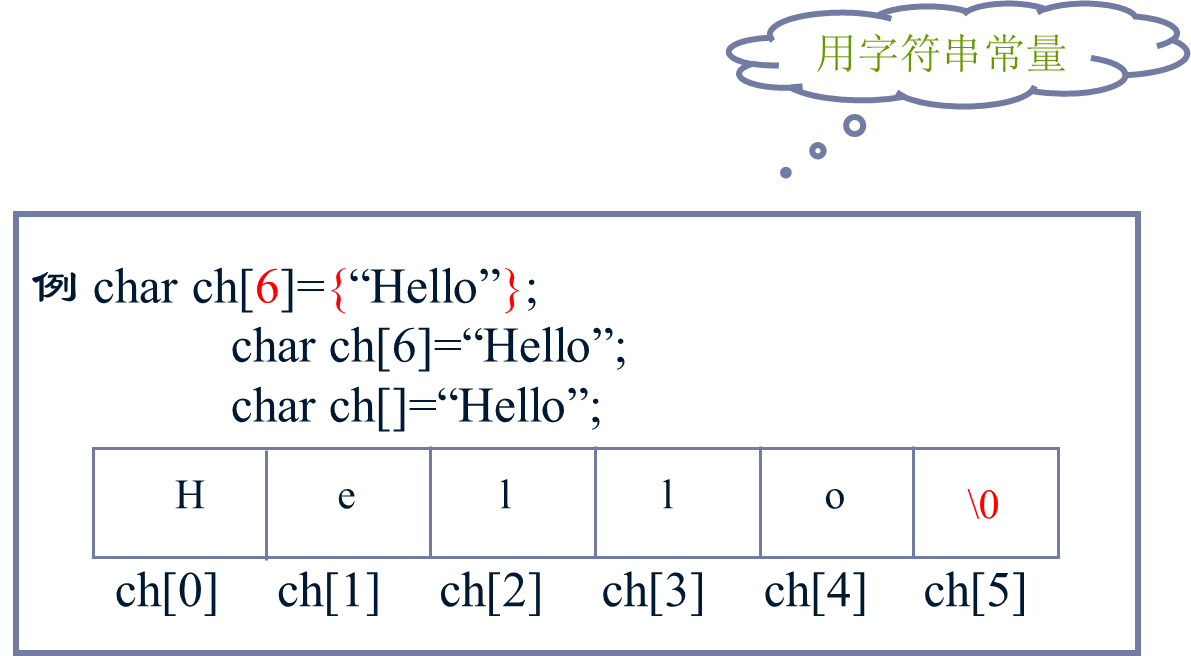 用字符串常量
例 char ch[6]={“Hello”};
char ch[6]=“Hello”;
char ch[]=“Hello”;
H e l l o \0
ch[0] ch[1] ch[2] ch[3] ch[4] ch[5]